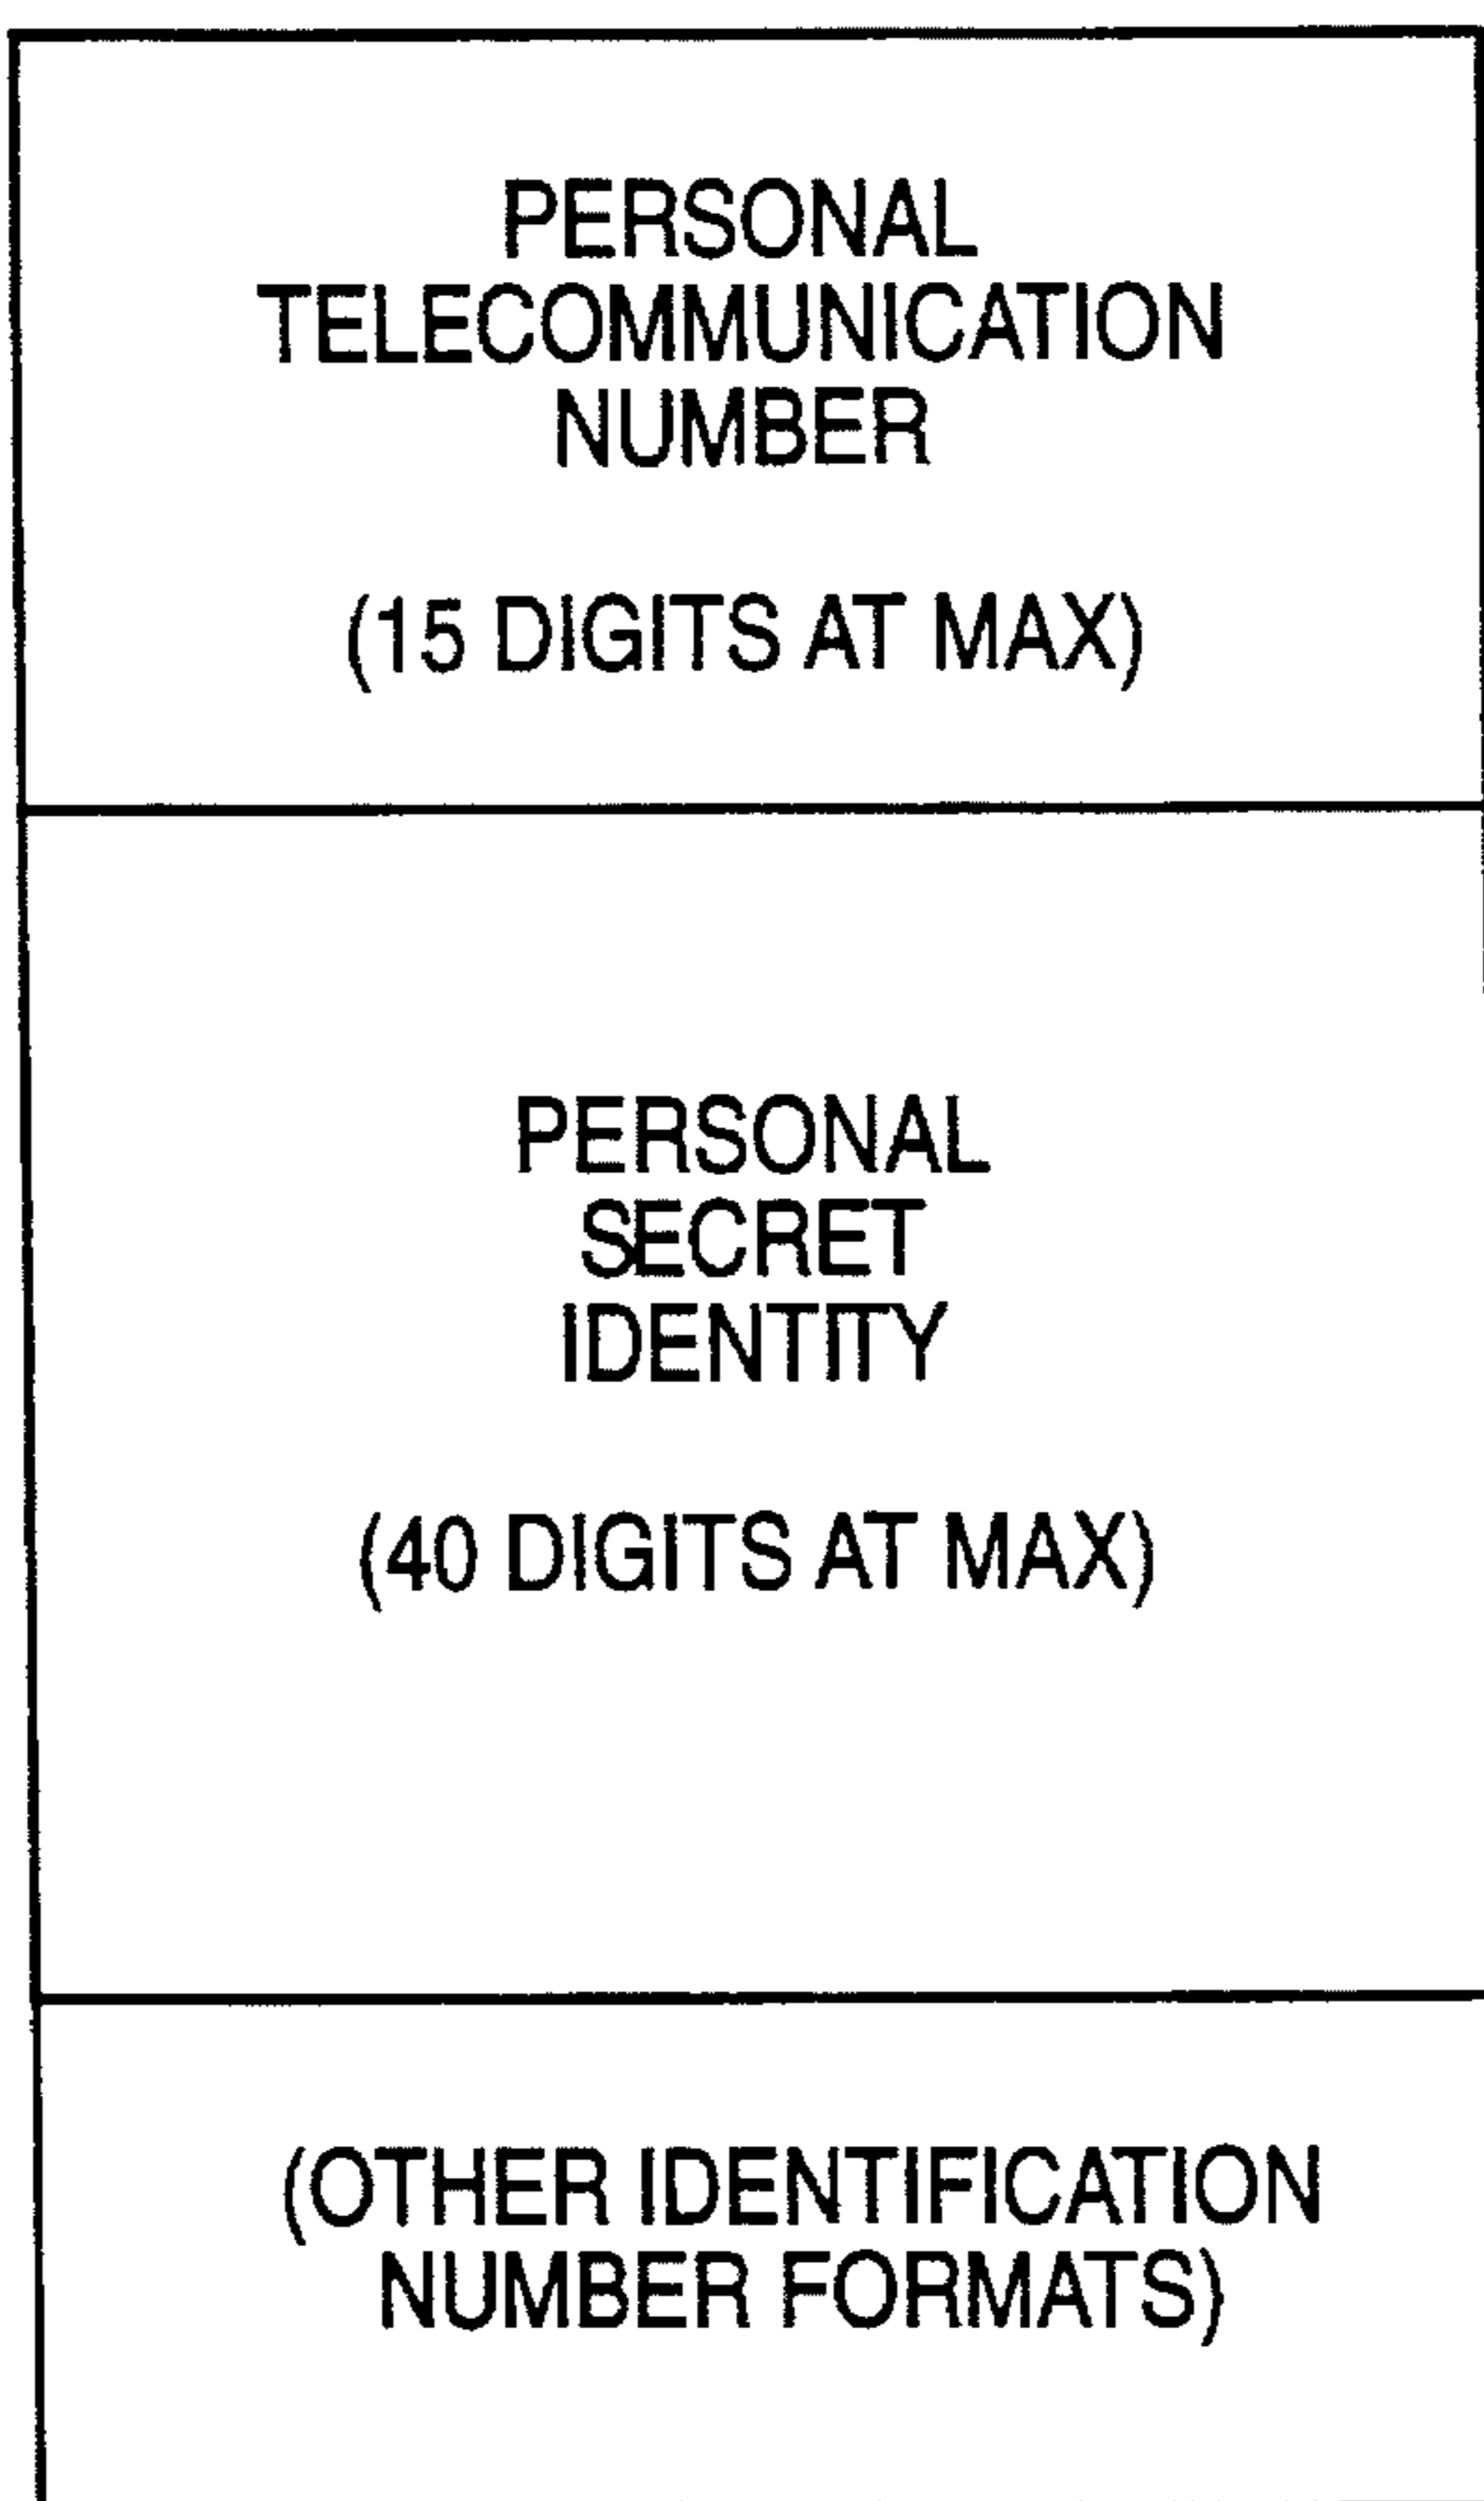 PERSONAL
TELECOMMUNICATION
NUMBER
(15 DIGITS AT MAX)
PERSONAL
SECRET
IDENTITY
(40 DIGITS AT MAX)
(OTHER IDENTIFICATION
NUMBER FORMATS)